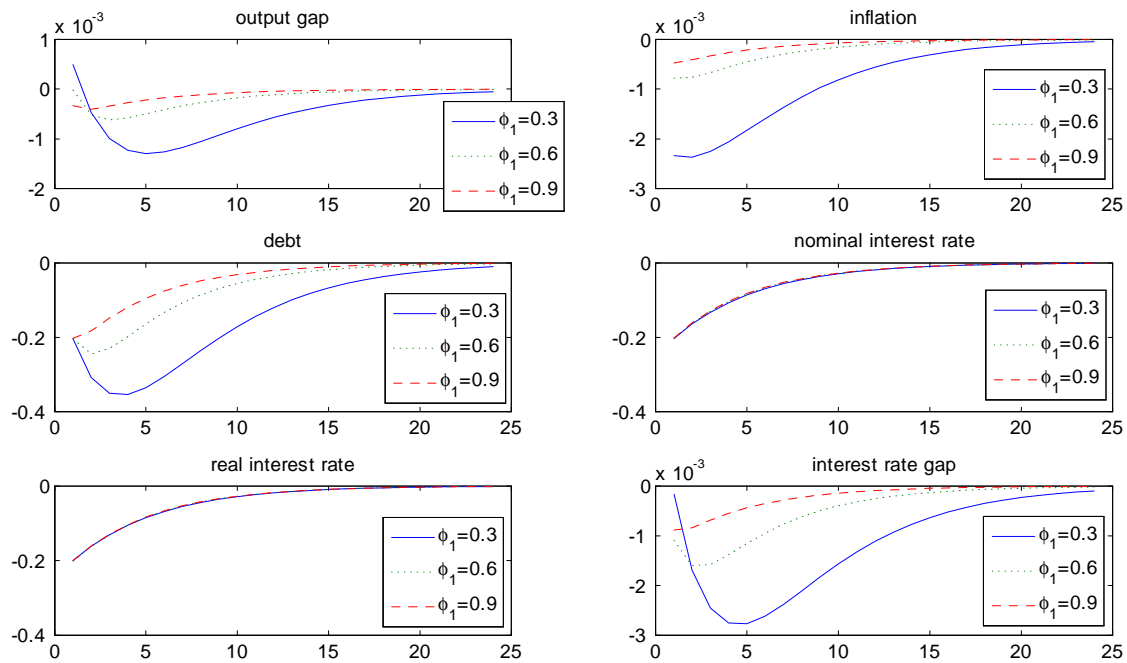 output gap
x 10⁻³
1
0
-1
-2
0 5 10 15 20 25
ϕ₁=0.3
ϕ₁=0.6
ϕ₁=0.9
inflation
x 10⁻³
0
-1
-2
-3
0 5 10 15 20 25
ϕ₁=0.3
ϕ₁=0.6
ϕ₁=0.9
debt
0
-0.2
-0.4
0 5 10 15 20 25
ϕ₁=0.3
ϕ₁=0.6
ϕ₁=0.9
nominal interest rate
0
-0.2
-0.4
0 5 10 15 20 25
ϕ₁=0.3
ϕ₁=0.6
ϕ₁=0.9
real interest rate
0
-0.2
-0.4
0 5 10 15 20 25
ϕ₁=0.3
ϕ₁=0.6
ϕ₁=0.9
interest rate gap
x 10⁻³
0
-1
-2
-3
0 5 10 15 20 25
ϕ₁=0.3
ϕ₁=0.6
ϕ₁=0.9